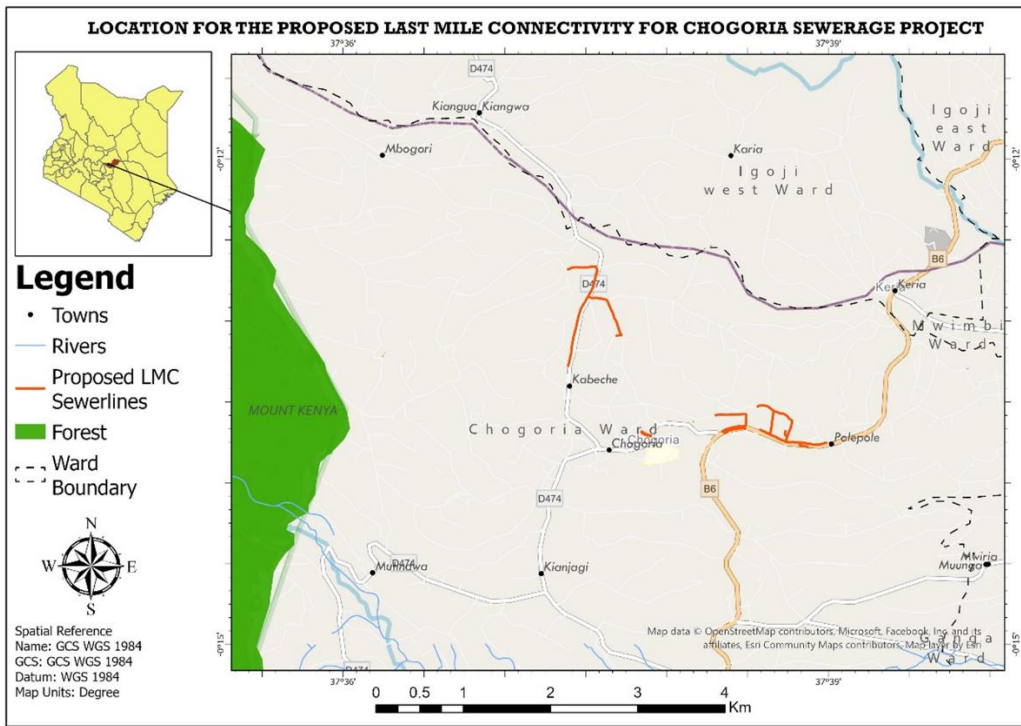 LOCATION FOR THE PROPOSED LAST MILE CONNECTIVITY FOR CHOGORIA SEWERAGE PROJECT
37°36'
37°39'
D474
Kiangua
Kiangwa
Mbogori
Karia
Igoji
east
Ward
Igoji
west Ward
-0°12'
-0°12'
B6
D474
Keria
Keria
Mwimbi
Ward
Legend
Towns
Rivers
Proposed LMC
Sewerlines
Forest
Ward
Boundary
Kabeche
MOUNT KENYA
Chogoria Ward
Chogoria
Chogoria
Polepole
D474
B6
N
W
E
S
D474
Kianjagi
Mwiria
Muunga
Spatial Reference
Name: GCS WGS 1984
GCS: GCS WGS 1984
Datum: WGS 1984
Map Units: Degree
Map data © OpenStreetMap contributors, Microsoft, Facebook, Inc. and its
affiliates, Esri Community Maps contributors, Map layer by Esri
Ganga
Ward
-0°15'
-0°15'
D474
37°36'
37°39'
0 0.5 1 2 3 4
Km